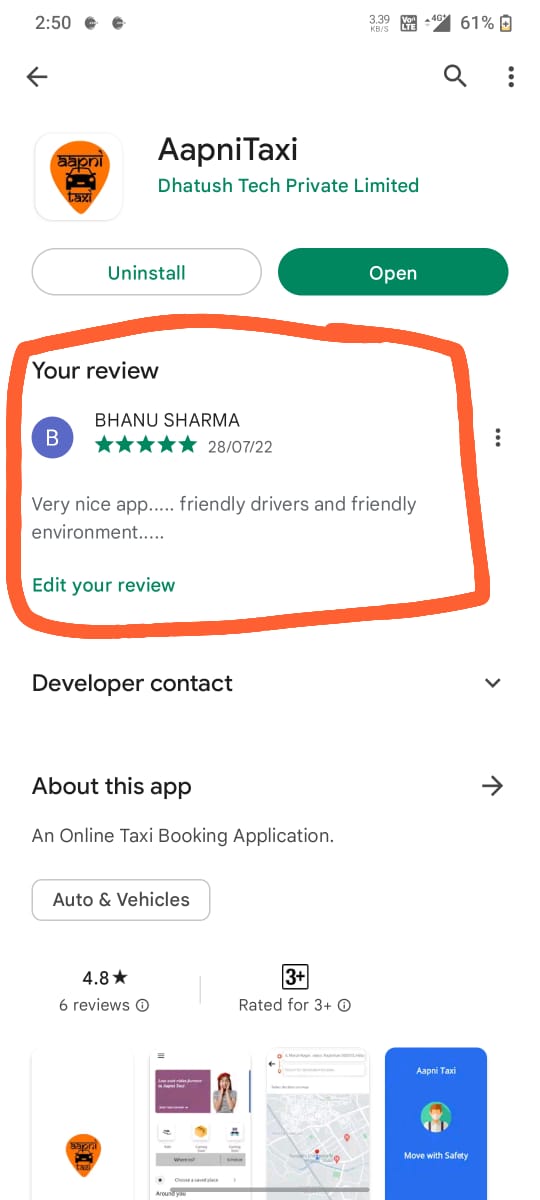 2:50
3.39
KB/S
Vo))
LTE
4G+
61%
AapniTaxi
aapni
taxi
Dhatush Tech Private Limited
Uninstall
Open
Your review
B
BHANU SHARMA
28/07/22
Very nice app..... friendly drivers and friendly
environment.....
Edit your review
Developer contact
About this app
An Online Taxi Booking Application.
Auto & Vehicles
4.8★
6 reviews
3+
Rated for 3+
aapni
taxi
in Aapni Taxi
Where to?
Choose a saved place
Around you
Aapni Taxi
Move with Safety